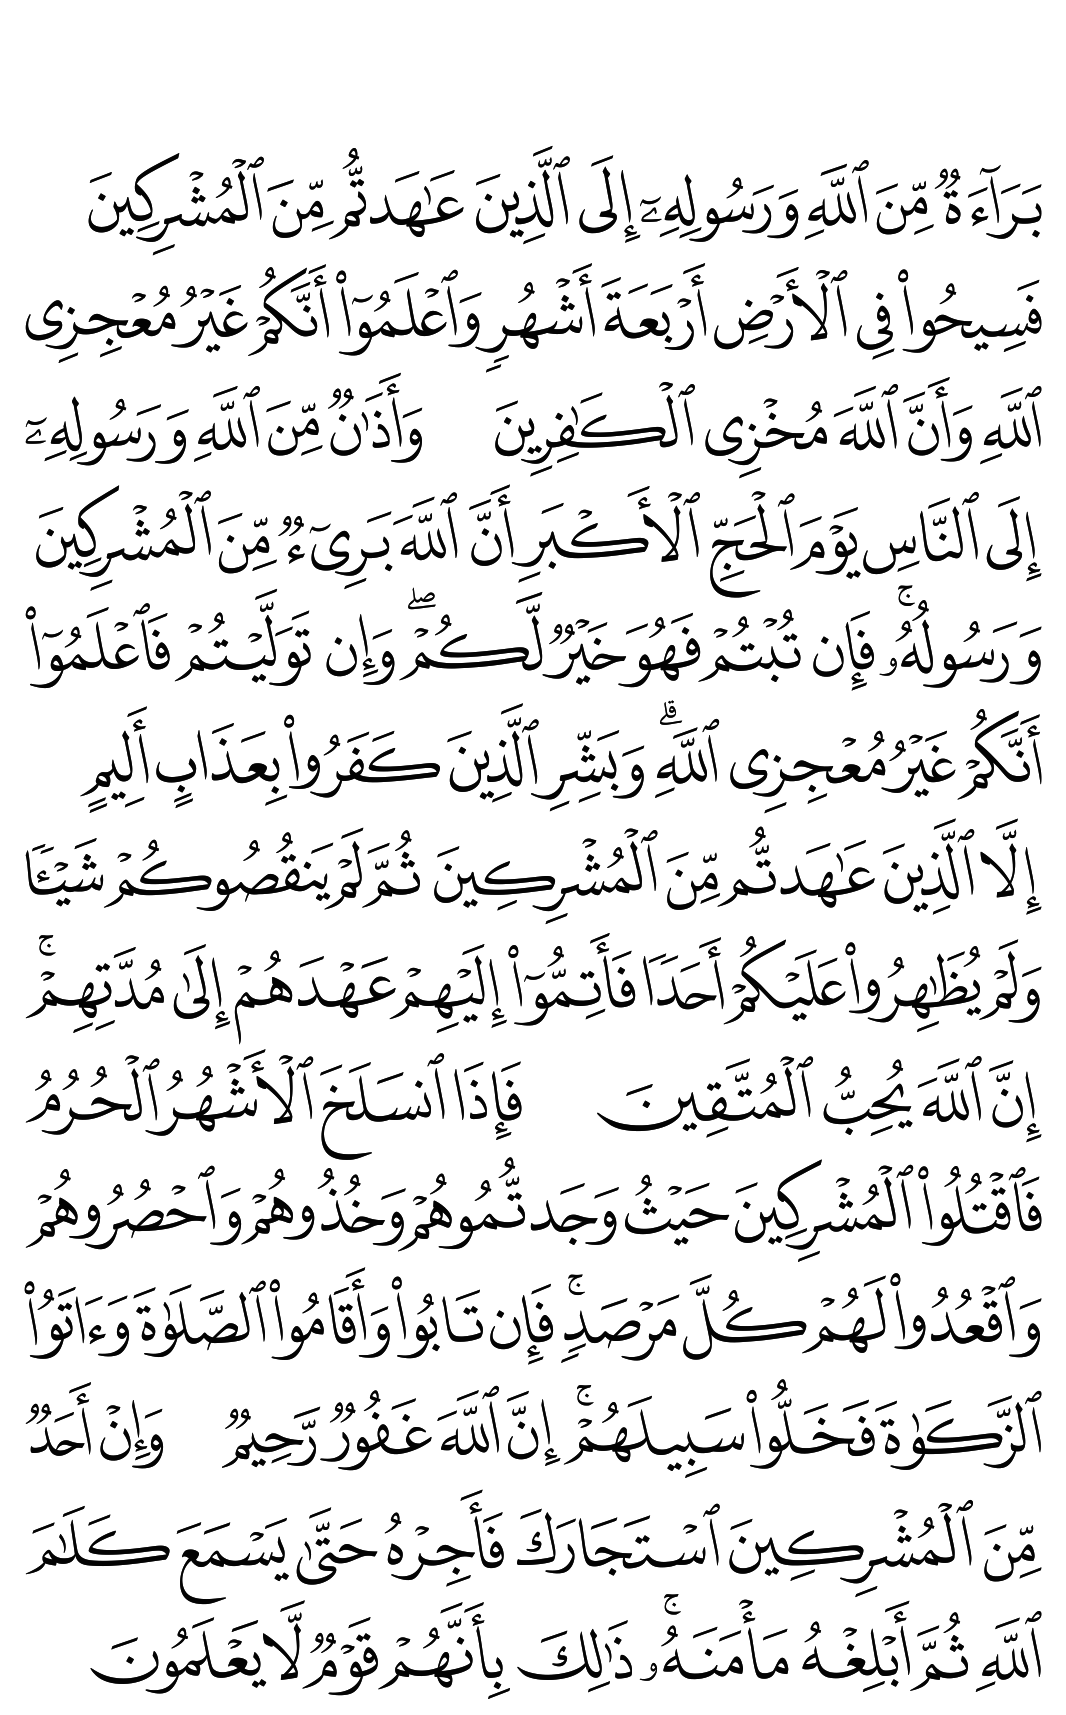 بَرَآءَةٌۭ مِّنَ ٱللَّهِ وَرَسُولِهِۦٓ إِلَى ٱلَّذِينَ عَٰهَدتُّم مِّنَ ٱلْمُشْرِكِينَ
فَسِيحُوا۟ فِى ٱلْأَرْضِ أَرْبَعَةَ أَشْهُرٍۢ وَٱعْلَمُوٓا۟ أَنَّكُمْ غَيْرُ مُعْجِزِى
ٱللَّهِ وَأَنَّ ٱللَّهَ مُخْزِى ٱلْكَٰفِرِينَ وَأَذَٰنٌۭ مِّنَ ٱللَّهِ وَرَسُولِهِۦٓ
إِلَى ٱلنَّاسِ يَوْمَ ٱلْحَجِّ ٱلْأَكْبَرِ أَنَّ ٱللَّهَ بَرِىٓءٌۭ مِّنَ ٱلْمُشْرِكِينَ
وَرَسُولُهُۥ ۚ فَإِن تُبْتُمْ فَهُوَ خَيْرٌۭ لَّكُمْ ۖ وَإِن تَوَلَّيْتُمْ فَٱعْلَمُوٓا۟
أَنَّكُمْ غَيْرُ مُعْجِزِى ٱللَّهِ ۗ وَبَشِّرِ ٱلَّذِينَ كَفَرُوا۟ بِعَذَابٍ أَلِيمٍ
إِلَّا ٱلَّذِينَ عَٰهَدتُّم مِّنَ ٱلْمُشْرِكِينَ ثُمَّ لَمْ يَنقُصُوكُمْ شَيْـًۭٔا
وَلَمْ يُظَٰهِرُوا۟ عَلَيْكُمْ أَحَدًۭا فَأَتِمُّوٓا۟ إِلَيْهِمْ عَهْدَهُمْ إِلَىٰ مُدَّتِهِمْ ۚ
إِنَّ ٱللَّهَ يُحِبُّ ٱلْمُتَّقِينَ فَإِذَا ٱنسَلَخَ ٱلْأَشْهُرُ ٱلْحُرُمُ
فَٱقْتُلُوا۟ ٱلْمُشْرِكِينَ حَيْثُ وَجَدتُّمُوهُمْ وَخُذُوهُمْ وَٱحْصُرُوهُمْ
وَٱقْعُدُوا۟ لَهُمْ كُلَّ مَرْصَدٍۢ ۚ فَإِن تَابُوا۟ وَأَقَامُوا۟ ٱلصَّلَوٰةَ وَءَاتَوُا۟
ٱلزَّكَوٰةَ فَخَلُّوا۟ سَبِيلَهُمْ ۚ إِنَّ ٱللَّهَ غَفُورٌۭ رَّحِيمٌۭ وَإِنْ أَحَدٌۭ
مِّنَ ٱلْمُشْرِكِينَ ٱسْتَجَارَكَ فَأَجِرْهُ حَتَّىٰ يَسْمَعَ كَلَٰمَ
ٱللَّهِ ثُمَّ أَبْلِغْهُ مَأْمَنَهُۥ ۚ ذَٰلِكَ بِأَنَّهُمْ قَوْمٌۭ لَّا يَعْلَمُونَ